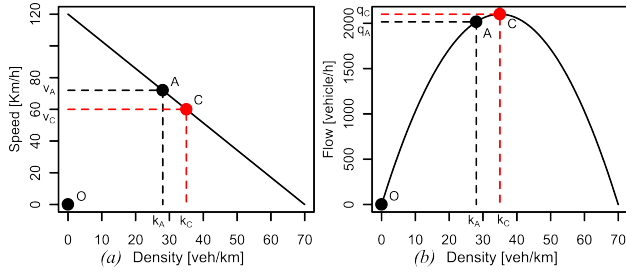 120
100
80
60
40
20
0
Speed [Km/h]
v_A
v_C
A
C
O
k_A
k_C
0 10 20 30 40 50 60 70
(a) Density [veh/km]
2000
1500
1000
500
0
Flow [vehicle/h]
q_C
q_A
C
A
O
k_A
k_C
0 10 20 30 40 50 60 70
(b) Density [veh/km]